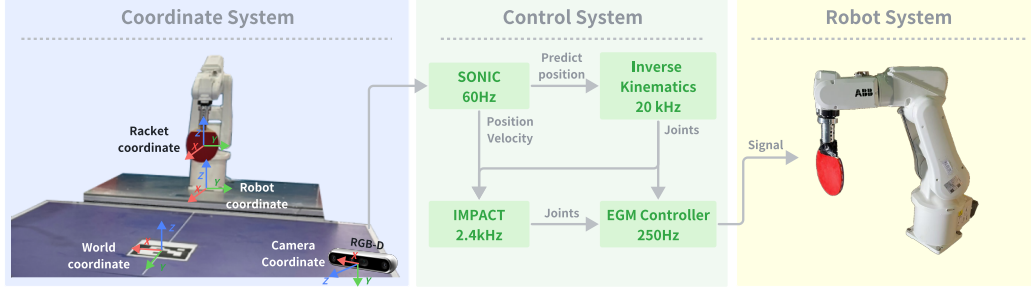 Coordinate System
Control System
Robot System
Racket
coordinate
Z
Y
X
Z
Y
X
Robot
coordinate
World
coordinate
Z
X
Y
Camera
Coordinate
RGB-D
X
Z
Y
SONIC
60Hz
Predict
position
Inverse
Kinematics
20 kHz
Position
Velocity
Joints
IMPACT
2.4kHz
Joints
EGM Controller
250Hz
Signal
ABB